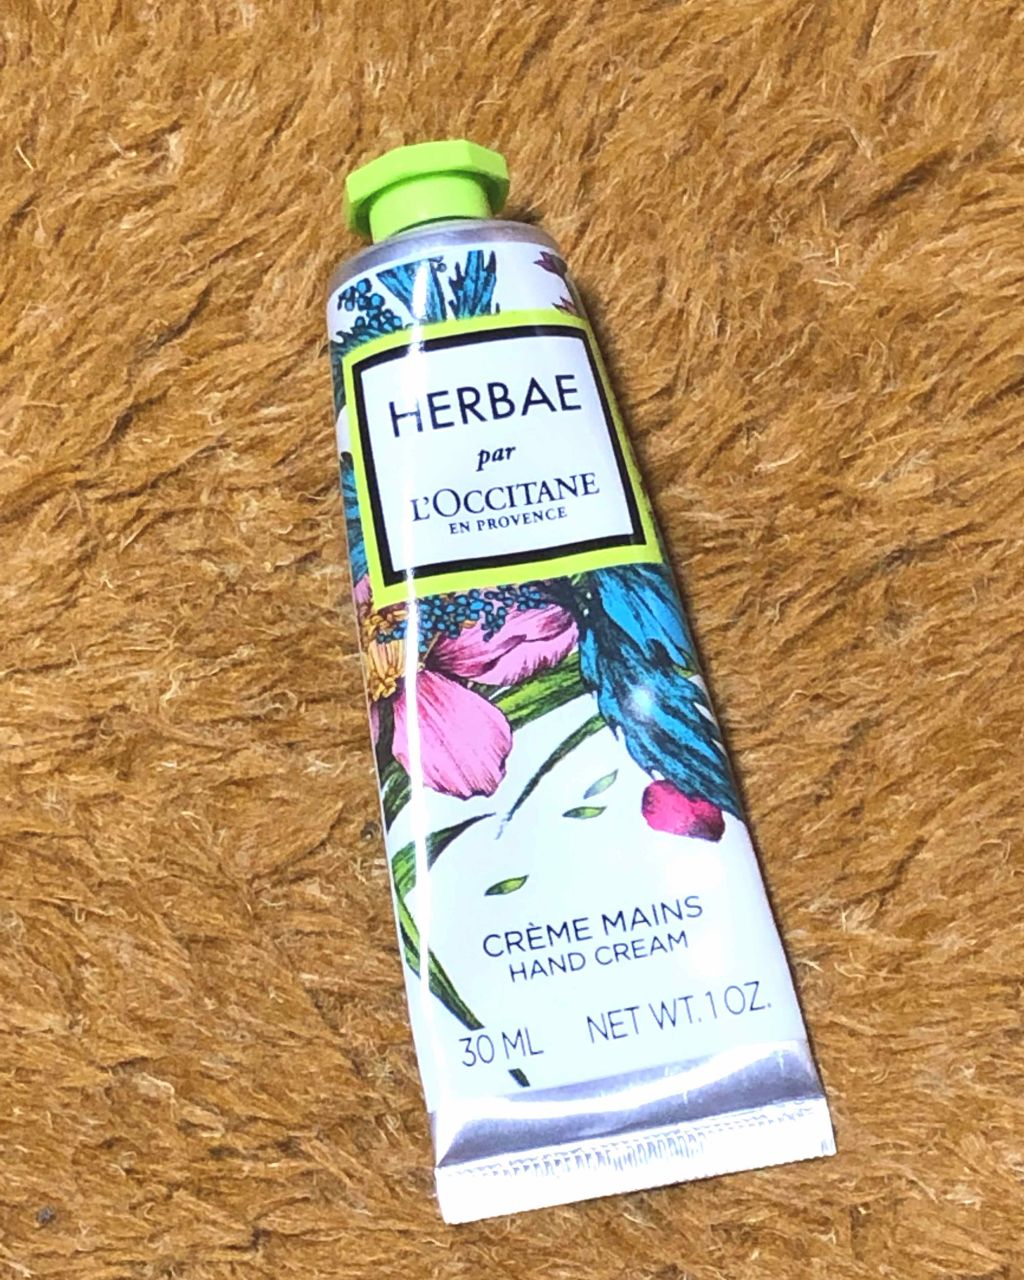 HERBAE
par
L'OCCITANE
EN PROVENCE
CRÈME MAINS
HAND CREAM
30 ML NET WT. 1 OZ.